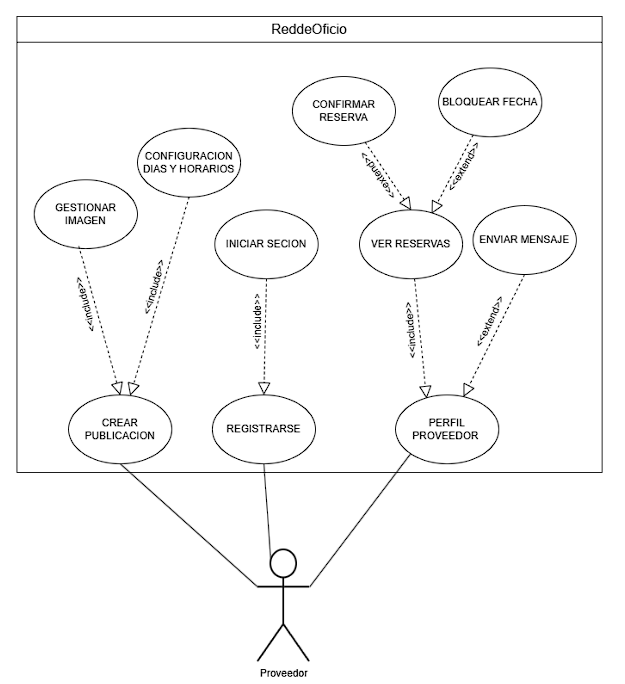 ReddeOficio
CONFIRMAR
RESERVA
BLOQUEAR FECHA
CONFIGURACION
DIAS Y HORARIOS
<<extend>>
<<extend>>
GESTIONAR
IMAGEN
INICIAR SECION
VER RESERVAS
ENVIAR MENSAJE
<<include>>
<<include>>
<<include>>
<<include>>
<<extend>>
CREAR
PUBLICACION
REGISTRARSE
PERFIL
PROVEEDOR
Proveedor